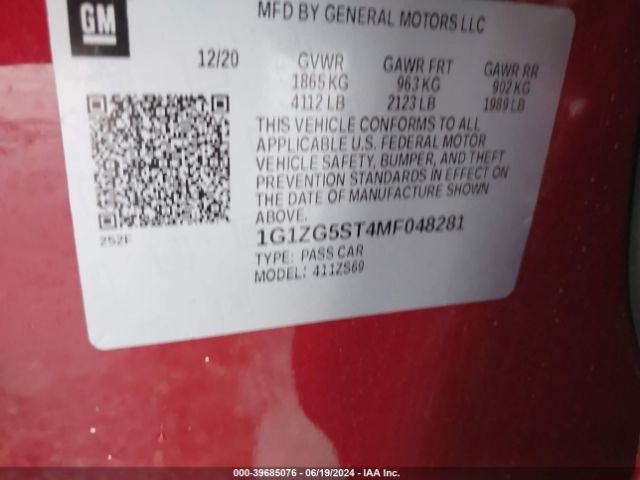 GM
MFD BY GENERAL MOTORS LLC
12/20 GVWR GAWR FRT GAWR RR
1865 KG 963 KG 902 KG
4112 LB 2123 LB 1989 LB
THIS VEHICLE CONFORMS TO ALL
APPLICABLE U.S. FEDERAL MOTOR
VEHICLE SAFETY, BUMPER, AND THEFT
PREVENTION STANDARDS IN EFFECT ON
THE DATE OF MANUFACTURE SHOWN
ABOVE.
252F
1G1ZG5ST4MF048281
TYPE: PASS CAR
MODEL: 411ZS69
000-39685076 - 06/19/2024 - IAA Inc.